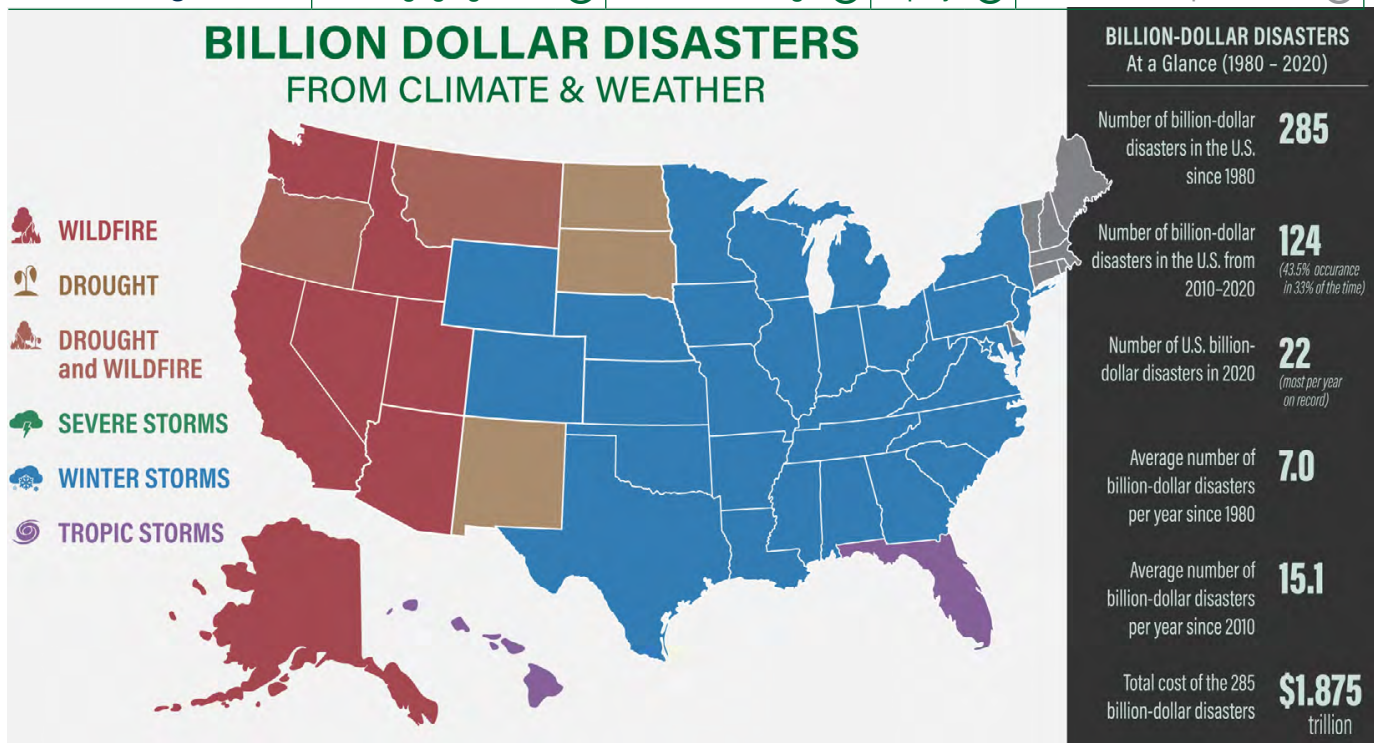 BILLION DOLLAR DISASTERS
FROM CLIMATE & WEATHER
WILDFIRE
DROUGHT
DROUGHT
and WILDFIRE
SEVERE STORMS
WINTER STORMS
TROPIC STORMS
BILLION-DOLLAR DISASTERS
At a Glance (1980 – 2020)
Number of billion-dollar
disasters in the U.S.
since 1980
285
Number of billion-dollar
disasters in the U.S. from
2010–2020
124
(43.5% occurance
in 33% of the time)
Number of U.S. billion-
dollar disasters in 2020
22
(most per year
on record)
Average number of
billion-dollar disasters
per year since 1980
7.0
Average number of
billion-dollar disasters
per year since 2010
15.1
Total cost of the 285
billion-dollar disasters
$1.875
trillion